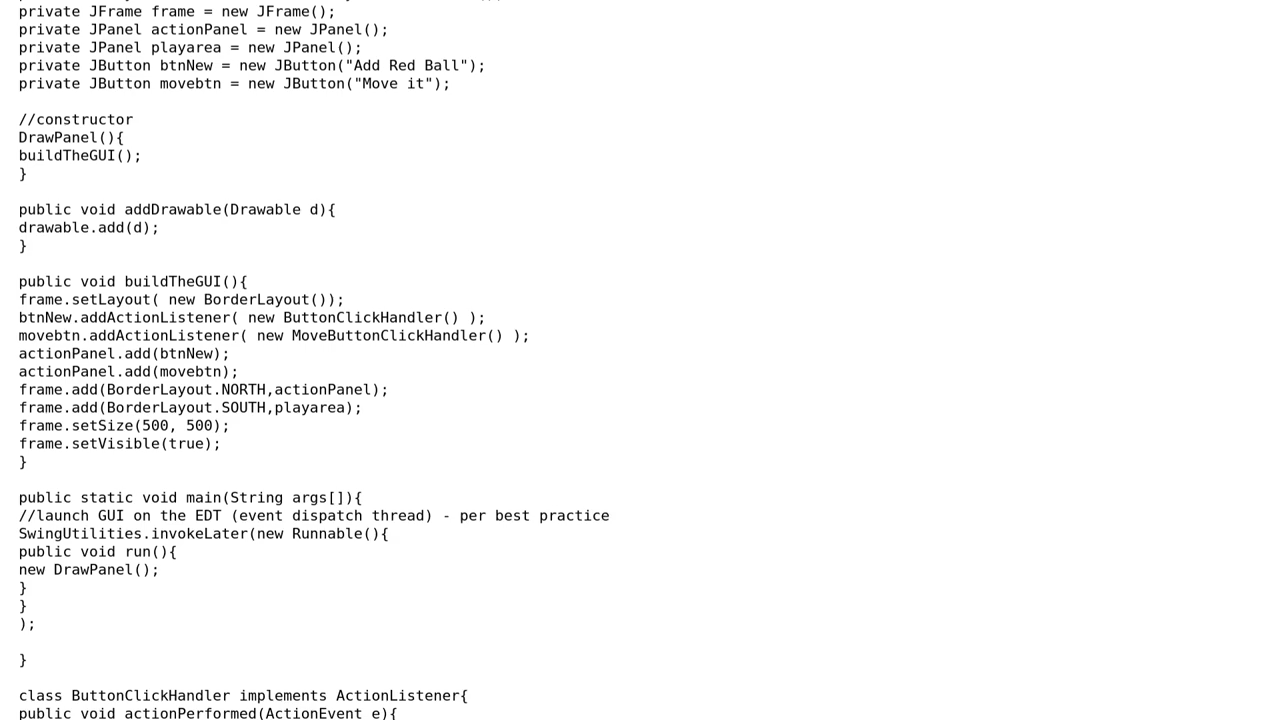 private JFrame frame = new JFrame();
private JPanel actionPanel = new JPanel();
private JPanel playarea = new JPanel();
private JButton btnNew = new JButton("Add Red Ball");
private JButton movebtn = new JButton("Move it");
//constructor
DrawPanel(){
buildTheGUI();
}
public void addDrawable(Drawable d){
drawable.add(d);
}
public void buildTheGUI(){
frame.setLayout( new BorderLayout());
btnNew.addActionListener( new ButtonClickHandler() );
movebtn.addActionListener( new MoveButtonClickHandler() );
actionPanel.add(btnNew);
actionPanel.add(movebtn);
frame.add(BorderLayout.NORTH,actionPanel);
frame.add(BorderLayout.SOUTH,playarea);
frame.setSize(500, 500);
frame.setVisible(true);
}
public static void main(String args[]){
//launch GUI on the EDT (event dispatch thread) - per best practice
SwingUtilities.invokeLater(new Runnable(){
public void run(){
new DrawPanel();
}
}
);
}
class ButtonClickHandler implements ActionListener{
public void actionPerformed(ActionEvent e){